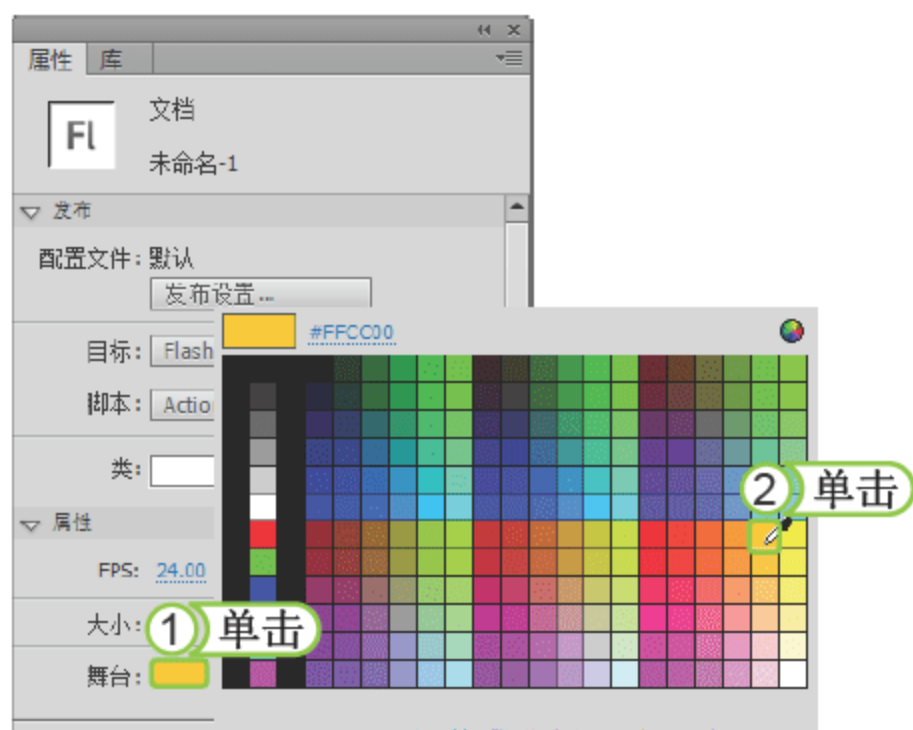 属性 库
Fl
文档
未命名-1
发布
配置文件: 默认
发布设置...
#FFCC00
目标: Flash
脚本: Actio
类:
2 单击
属性
FPS: 24.00
大小:
1 单击
舞台: